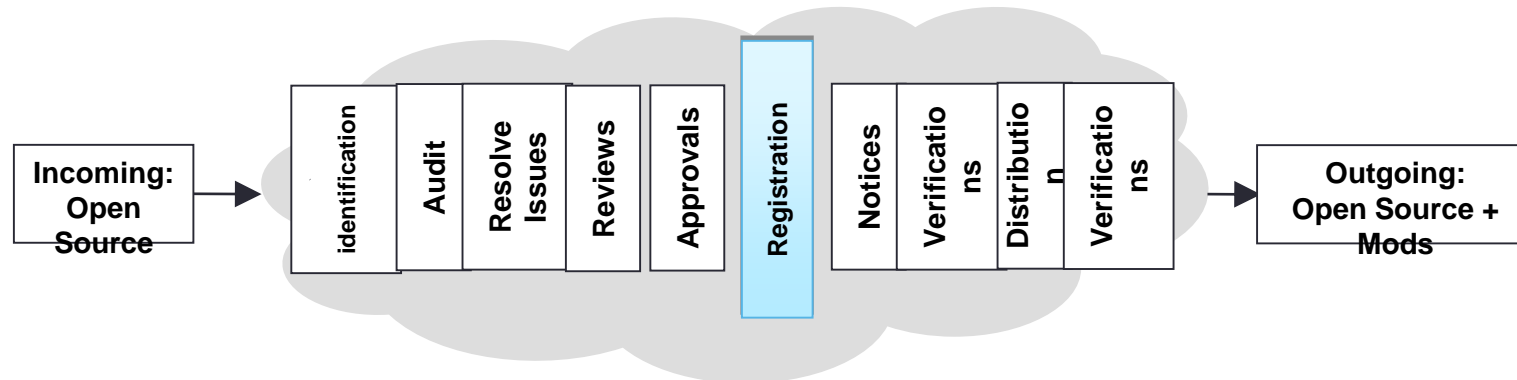 Incoming:
Open
Source
identification
Audit
Resolve
Issues
Reviews
Approvals
Registration
Notices
Verificatio
ns
Distributio
n
Verificatio
ns
Outgoing:
Open Source +
Mods